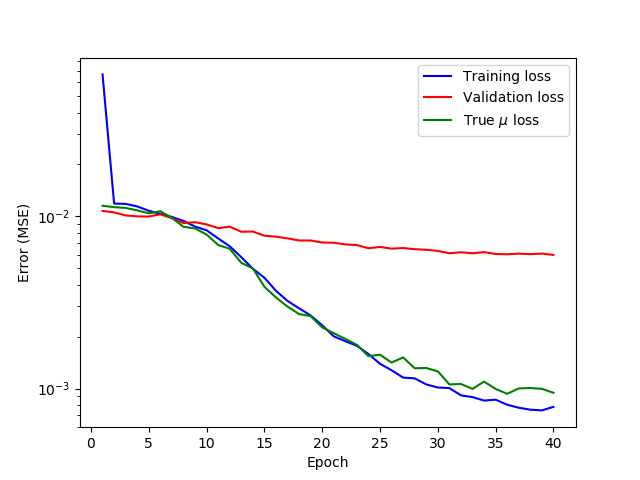 Training loss
Validation loss
True μ loss
10⁻²
10⁻³
Error (MSE)
0 5 10 15 20 25 30 35 40
Epoch